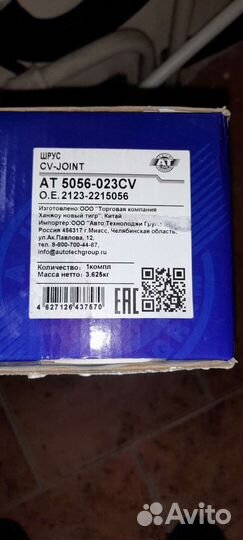 ШРУС
CV-JOINT
AT 5056-023CV
O.E. 2123-2215056
Изготовлено:ООО "Торговая компания
Ханжоу новый тигр", Китай
Импортер:ООО "Авто Технолоджи Груп"
Россия 456317 г.Миасс, Челябинская область,
ул.Ак.Павлова, 12,
тел. 8-800-700-44-87,
info@autotechgroup.ru
Количество: 1компл
Масса нетто: 3.625кг
EAC
4 627126 437570
Avito